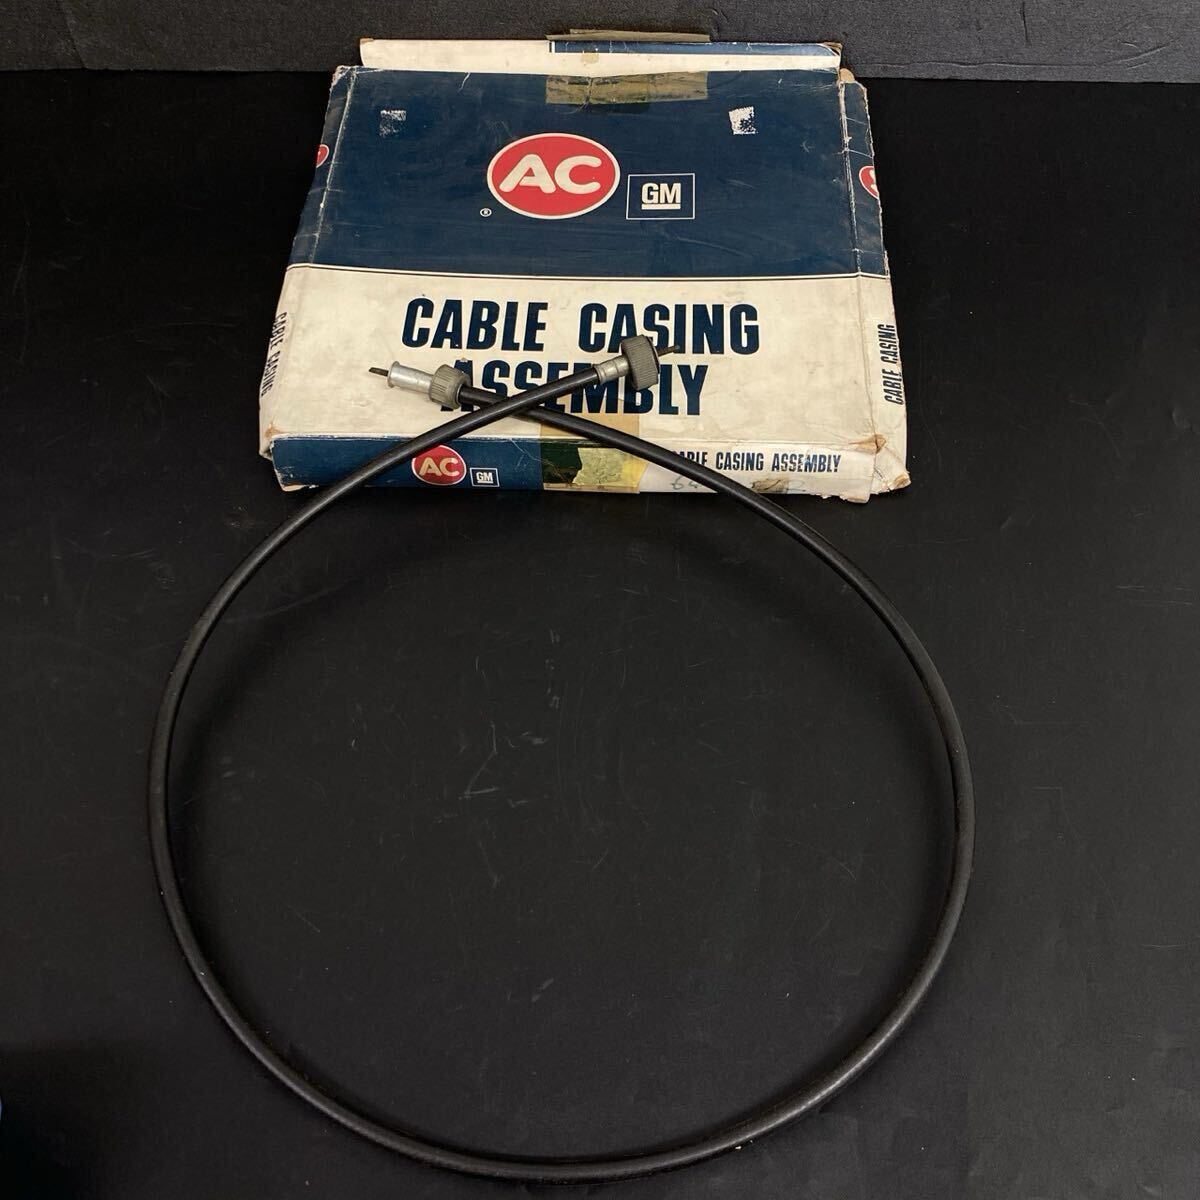 AC
®
GM
CABLE CASING
ASSEMBLY
CABLE CASING
CABLE CASING
AC
GM
CABLE CASING ASSEMBLY